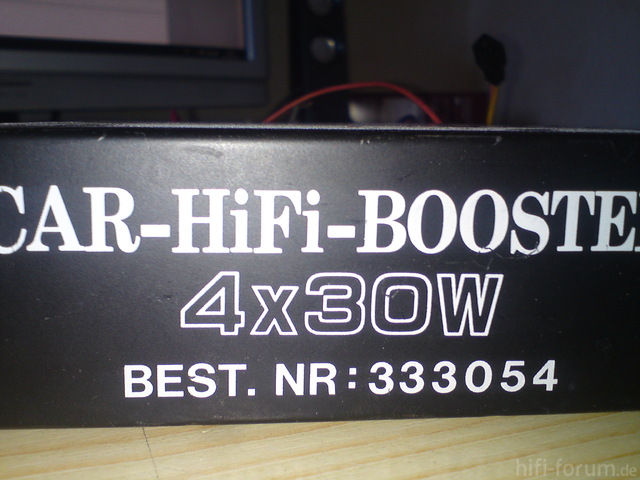 CAR-HiFi-BOOSTE
4x30W
BEST. NR:333054
hifi-forum.de